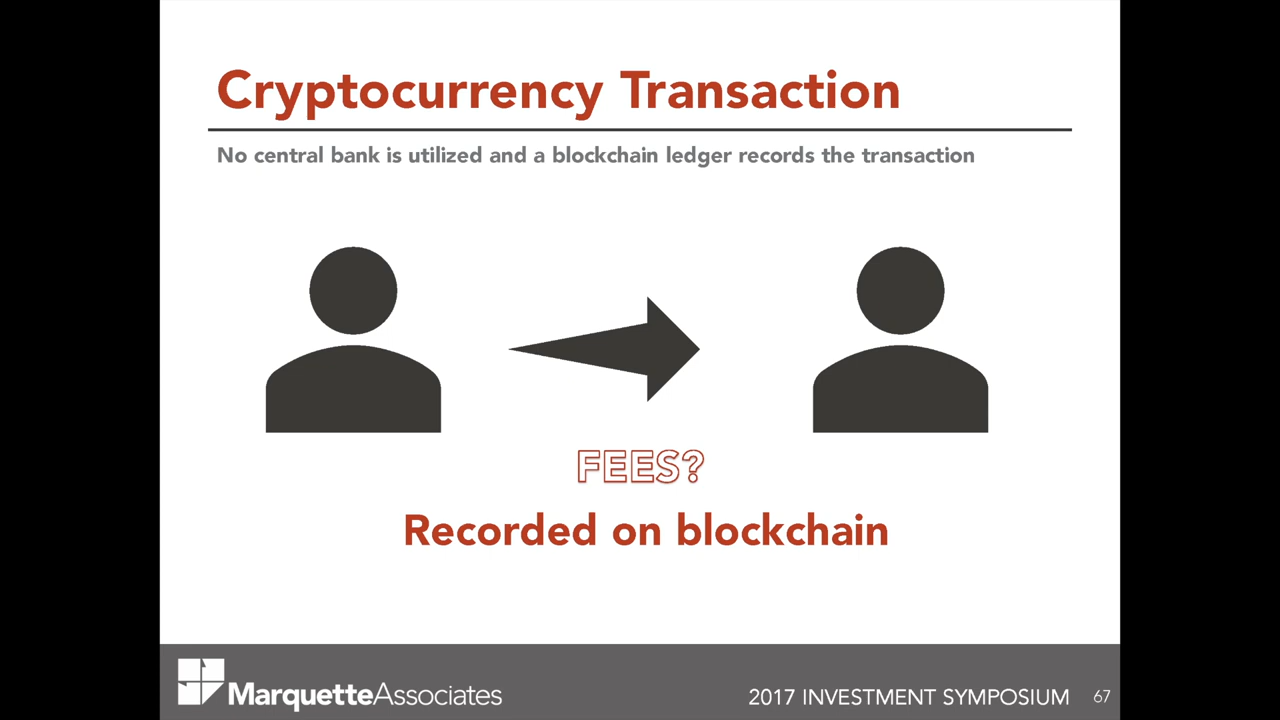 Cryptocurrency Transaction
No central bank is utilized and a blockchain ledger records the transaction
FEES?
Recorded on blockchain
MarquetteAssociates
2017 INVESTMENT SYMPOSIUM 67